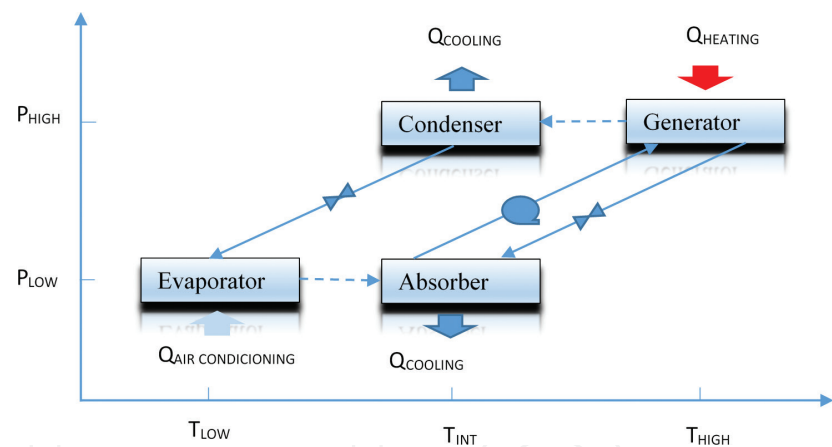 QCOOLING QHEATING
PHIGH
Condenser Generator
PLOW
Evaporator Absorber
QAIR CONDICIONING QCOOLING
TLOW TINT THIGH